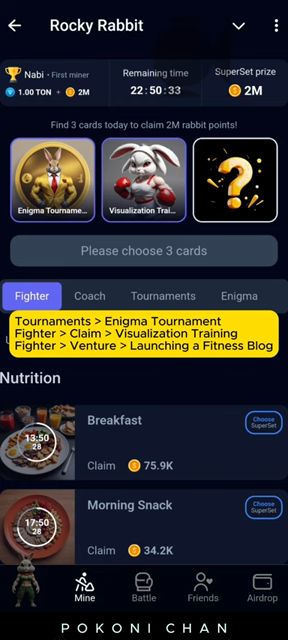 Rocky Rabbit
Nabi · First miner
1.00 TON + 2M
Remaining time
22 : 50 : 33
SuperSet prize
2M
Find 3 cards today to claim 2M rabbit points!
Enigma Tourname...
Visualization Trai...
Please choose 3 cards
Fighter
Coach
Tournaments
Enigma
Tournaments > Enigma Tournament
Fighter > Claim > Visualization Training
Fighter > Venture > Launching a Fitness Blog
Nutrition
13:50
28
Breakfast
Choose
SuperSet
Claim 75.9K
17:50
28
Morning Snack
Choose
SuperSet
Claim 34.2K
Mine
Battle
Friends
Airdrop
POKONI CHAN